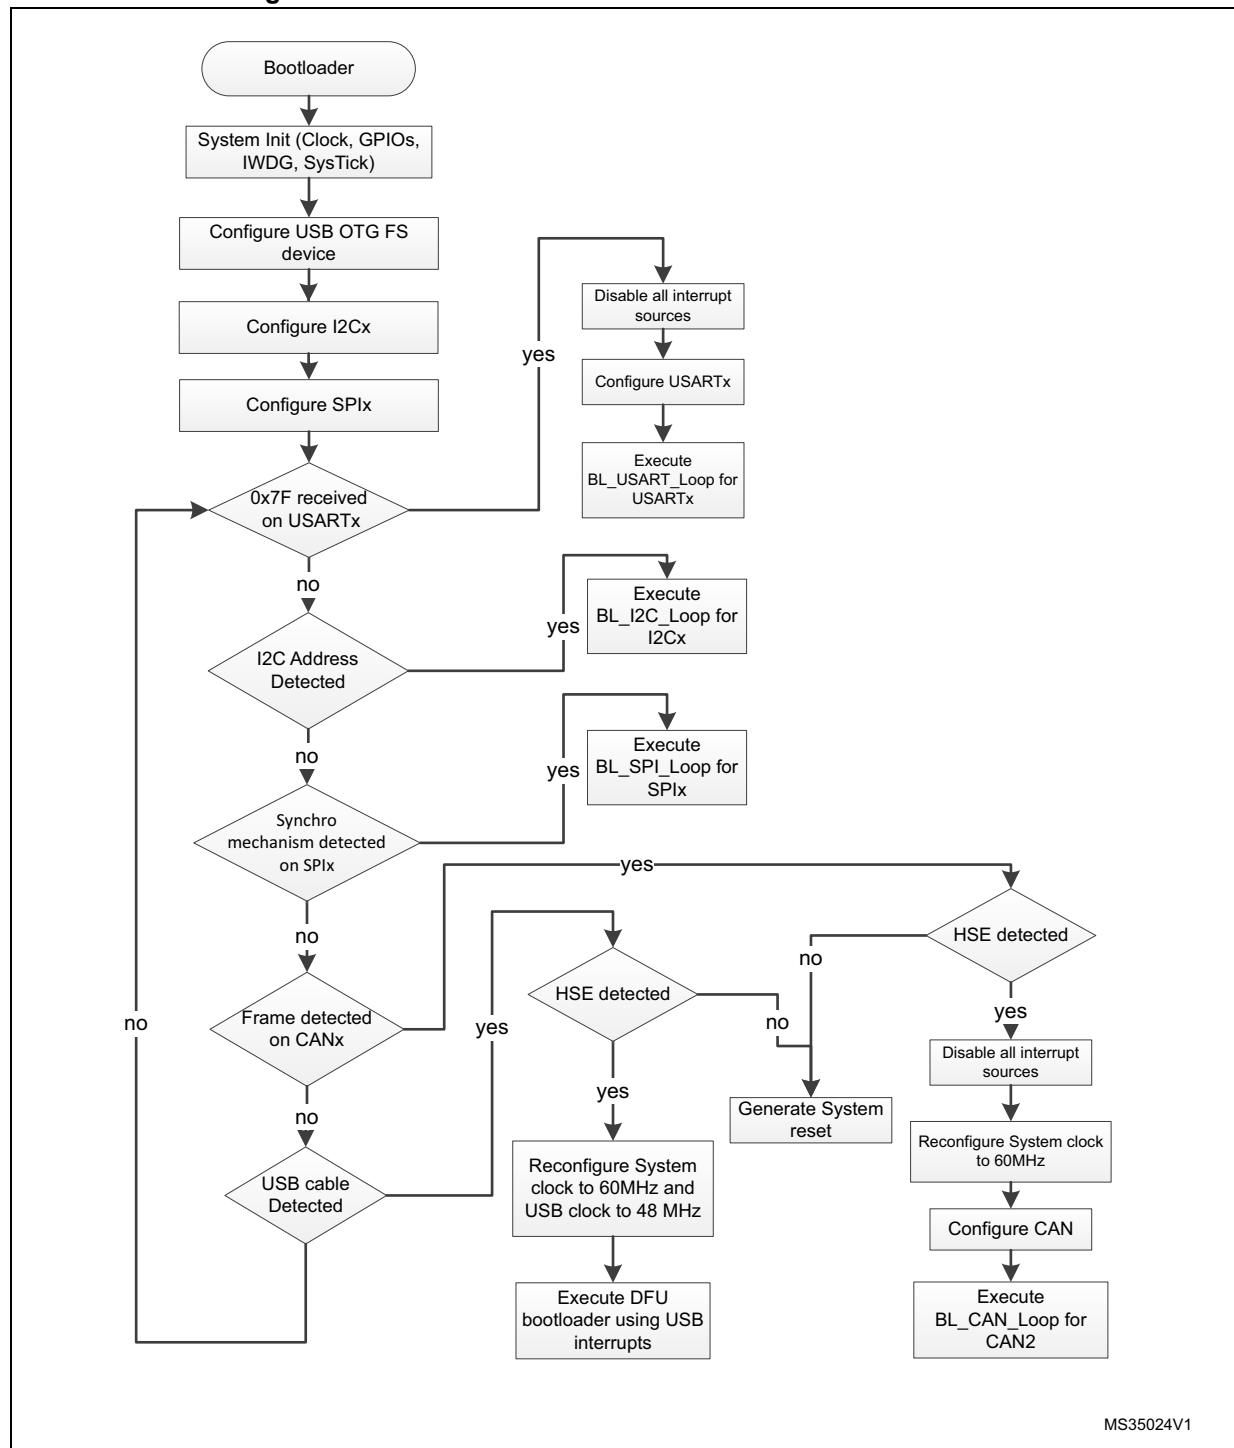 Bootloader
System Init (Clock, GPIOs,
IWDG, SysTick)
Configure USB OTG FS
device
Configure I2Cx
Configure SPIx
0x7F received
on USARTx
yes
Disable all interrupt
sources
Configure USARTx
Execute
BL_USART_Loop for
USARTx
no
I2C Address
Detected
yes
Execute
BL_I2C_Loop for
I2Cx
no
Synchro
mechanism detected
on SPIx
yes
Execute
BL_SPI_Loop for
SPIx
no
Frame detected
on CANx
yes
HSE detected
no
yes
Disable all interrupt
sources
Reconfigure System clock
to 60MHz
Configure CAN
Execute
BL_CAN_Loop for
CAN2
no
USB cable
Detected
yes
HSE detected
no
Generate System
reset
yes
Reconfigure System
clock to 60MHz and
USB clock to 48 MHz
Execute DFU
bootloader using USB
interrupts
no
MS35024V1